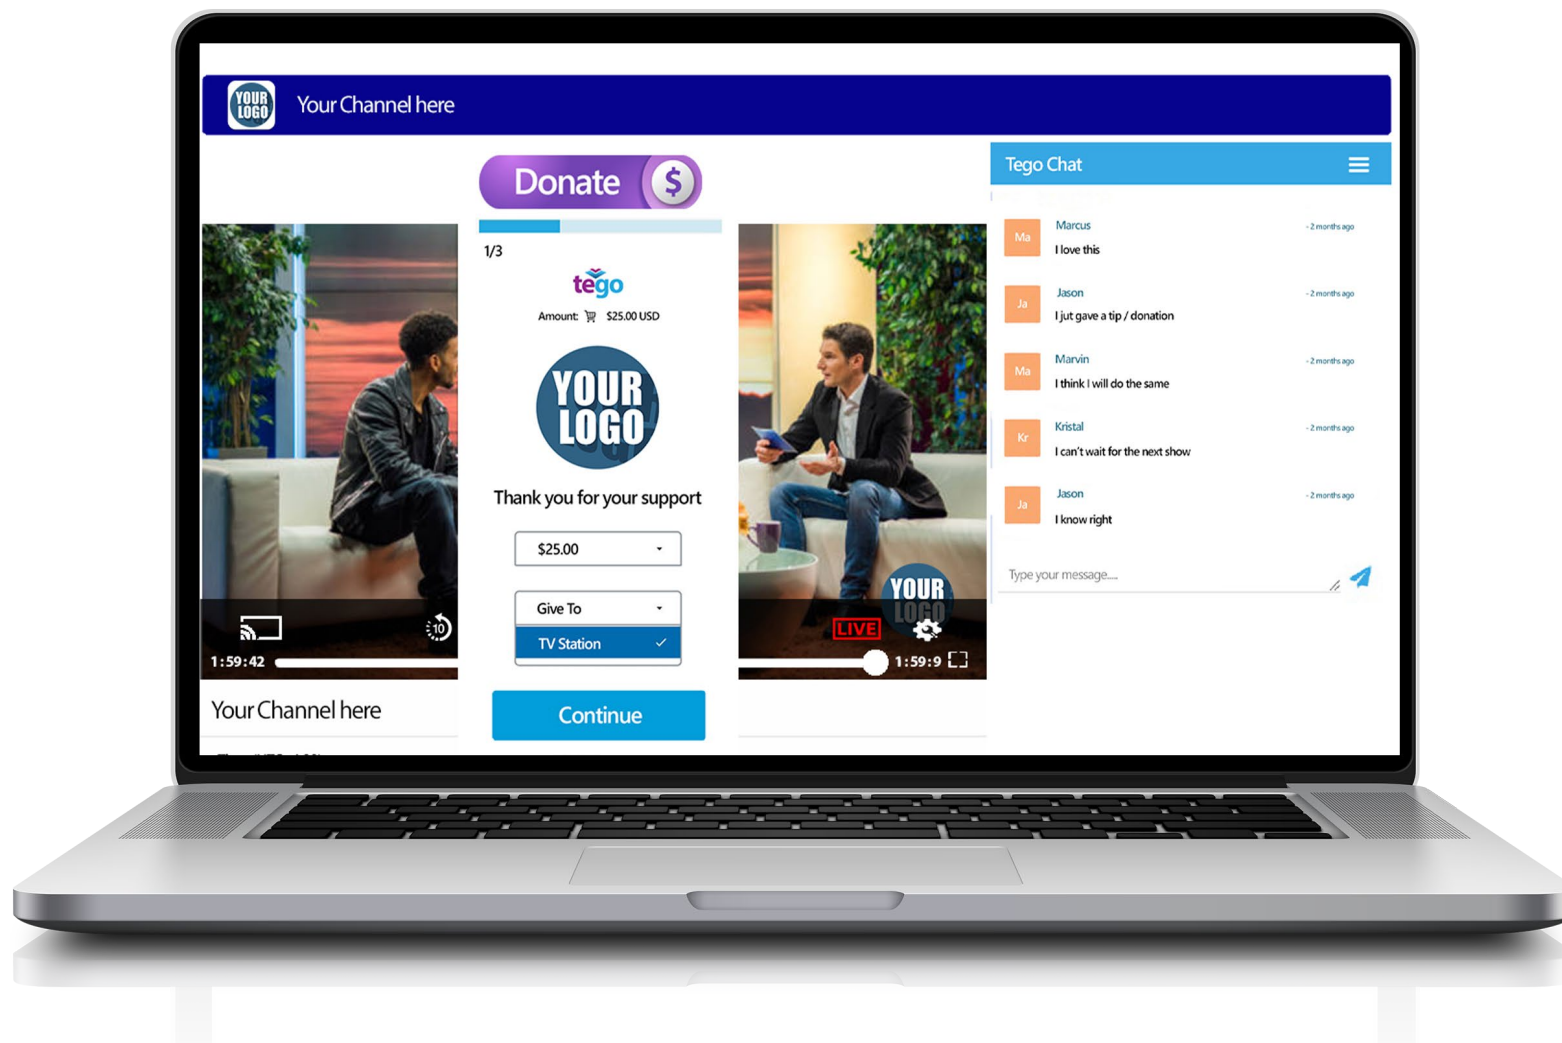 YOUR
LOGO
Your Channel here
Donate $
1/3
tego
Amount: $25.00 USD
YOUR
LOGO
Thank you for your support
$25.00
Give To
TV Station
Continue
10
1:59:42
YOUR
LOGO
LIVE
1:59:9
Your Channel here
Tego Chat
Ma
Marcus
- 2 months ago
I love this
Ja
Jason
- 2 months ago
I jut gave a tip / donation
Ma
Marvin
- 2 months ago
I think I will do the same
Kr
Kristal
- 2 months ago
I can't wait for the next show
Ja
Jason
- 2 months ago
I know right
Type your message.....